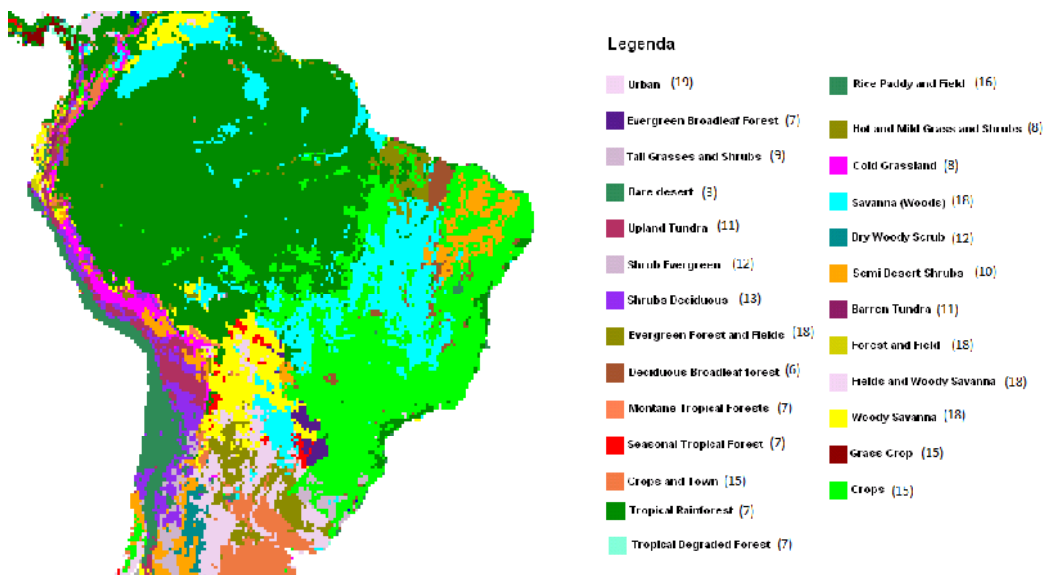 Legenda
Urban (19)
Evergreen Broadleaf Forest (7)
Tall Grasses and Shrubs (9)
Bare desert (3)
Upland Tundra (11)
Shrub Evergreen (12)
Shrubs Deciduous (13)
Evergreen Forest and Fields (18)
Deciduous Broadleaf forest (6)
Montane Tropical Forests (7)
Seasonal Tropical Forest (7)
Crops and Town (15)
Tropical Rainforest (7)
Tropical Degraded Forest (7)
Rice Paddy and Field (16)
Hot and Mild Grass and Shrubs (8)
Cold Grassland (8)
Savanna (Woods) (18)
Dry Woody Scrub (12)
Semi Desert Shrubs (10)
Barren Tundra (11)
Forest and Field (18)
Fields and Woody Savanna (18)
Woody Savanna (18)
Grass Crop (15)
Crops (15)